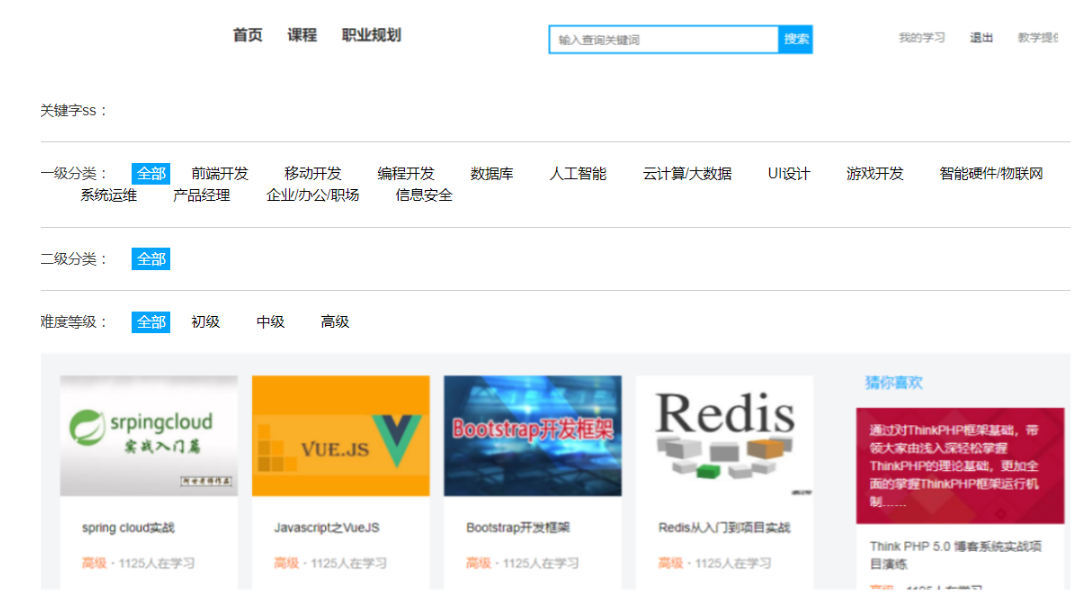 首页 课程 职业规划 输入查询关键词 搜索 我的学习 退出
关键字ss：
一级分类： 全部 前端开发 移动开发 编程开发 数据库 人工智能 云计算/大数据 UI设计 游戏开发 智能硬件/物联网
系统运维 产品经理 企业/办公/职场 信息安全
二级分类： 全部
难度等级： 全部 初级 中级 高级
srpingcloud
实战入门篇
VUE.JS
Bootstrap开发框架
Redis
spring cloud实战
高级 · 1125人在学习
Javascript之VueJS
高级 · 1125人在学习
Bootstrap开发框架
高级 · 1125人在学习
Redis从入门到项目实战
高级 · 1125人在学习
猜你喜欢
通过对ThinkPHP框架基础，带
领大家由浅入深轻松掌握
ThinkPHP的理论基础，更加全
面的掌握ThinkPHP框架运行机
制……
Think PHP 5.0 博客系统实战项
目演练